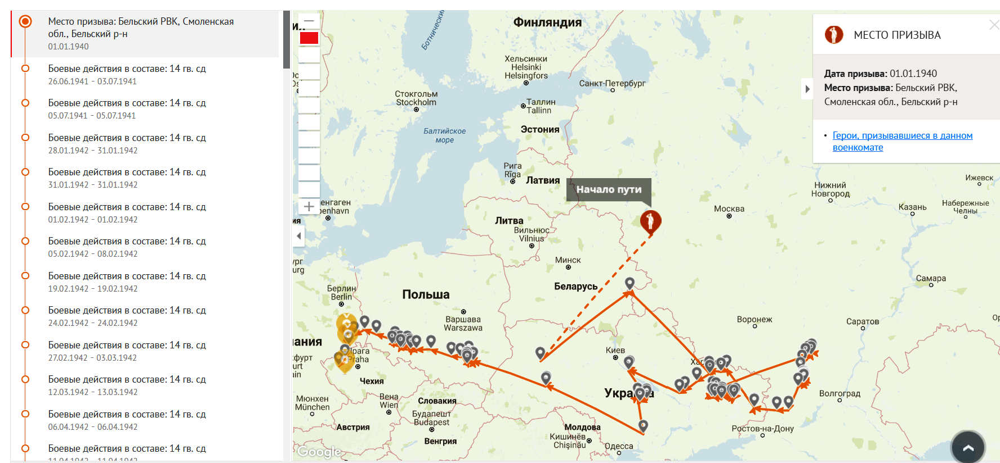 Место призыва: Бельский РВК, Смоленская
обл., Бельский р-н
01.01.1940
Боевые действия в составе: 14 гв. сд
26.06.1941 - 03.07.1941
Боевые действия в составе: 14 гв. сд
05.07.1941 - 05.07.1941
Боевые действия в составе: 14 гв. сд
28.01.1942 - 31.01.1942
Боевые действия в составе: 14 гв. сд
31.01.1942 - 31.01.1942
Боевые действия в составе: 14 гв. сд
01.02.1942 - 01.02.1942
Боевые действия в составе: 14 гв. сд
05.02.1942 - 08.02.1942
Боевые действия в составе: 14 гв. сд
19.02.1942 - 19.02.1942
Боевые действия в составе: 14 гв. сд
24.02.1942 - 24.02.1942
Боевые действия в составе: 14 гв. сд
27.02.1942 - 03.03.1942
Боевые действия в составе: 14 гв. сд
12.03.1942 - 13.03.1942
Боевые действия в составе: 14 гв. сд
06.04.1942 - 06.04.1942
Боевые действия в составе: 14 гв. сд
11.04.1942 - 11.04.1942
Финляндия
Ботнический
Хельсинки
Helsinki
Helsingfors
Санкт-Петербург
Стокгольм
Stockholm
Таллин
Tallinn
Эстония
Балтийское
море
Рига
Rīga
Латвия
Начало пути
Нижний
Новгород
Ижевск
Казань
Набережные
Челны
Москва
енгаген
benhavn
Литва
Вильнюс
Vilnius
Минск
Беларусь
Самара
Берлин
Berlin
Польша
Варшава
Warszawa
Воронеж
Саратов
ания
Киев
Прага
Praha
Чехия
Украина
Волгоград
Мюнхен
München
Вена
Wien
Словакия
Будапешт
Budapest
Австрия
Венгрия
Молдова
Кишинёв
Chișinău
Одесса
Ростов-на-Дону
Google
МЕСТО ПРИЗЫВА
Дата призыва: 01.01.1940
Место призыва: Бельский РВК,
Смоленская обл., Бельский р-н
• Герои, призывавшиеся в данном
военкомате